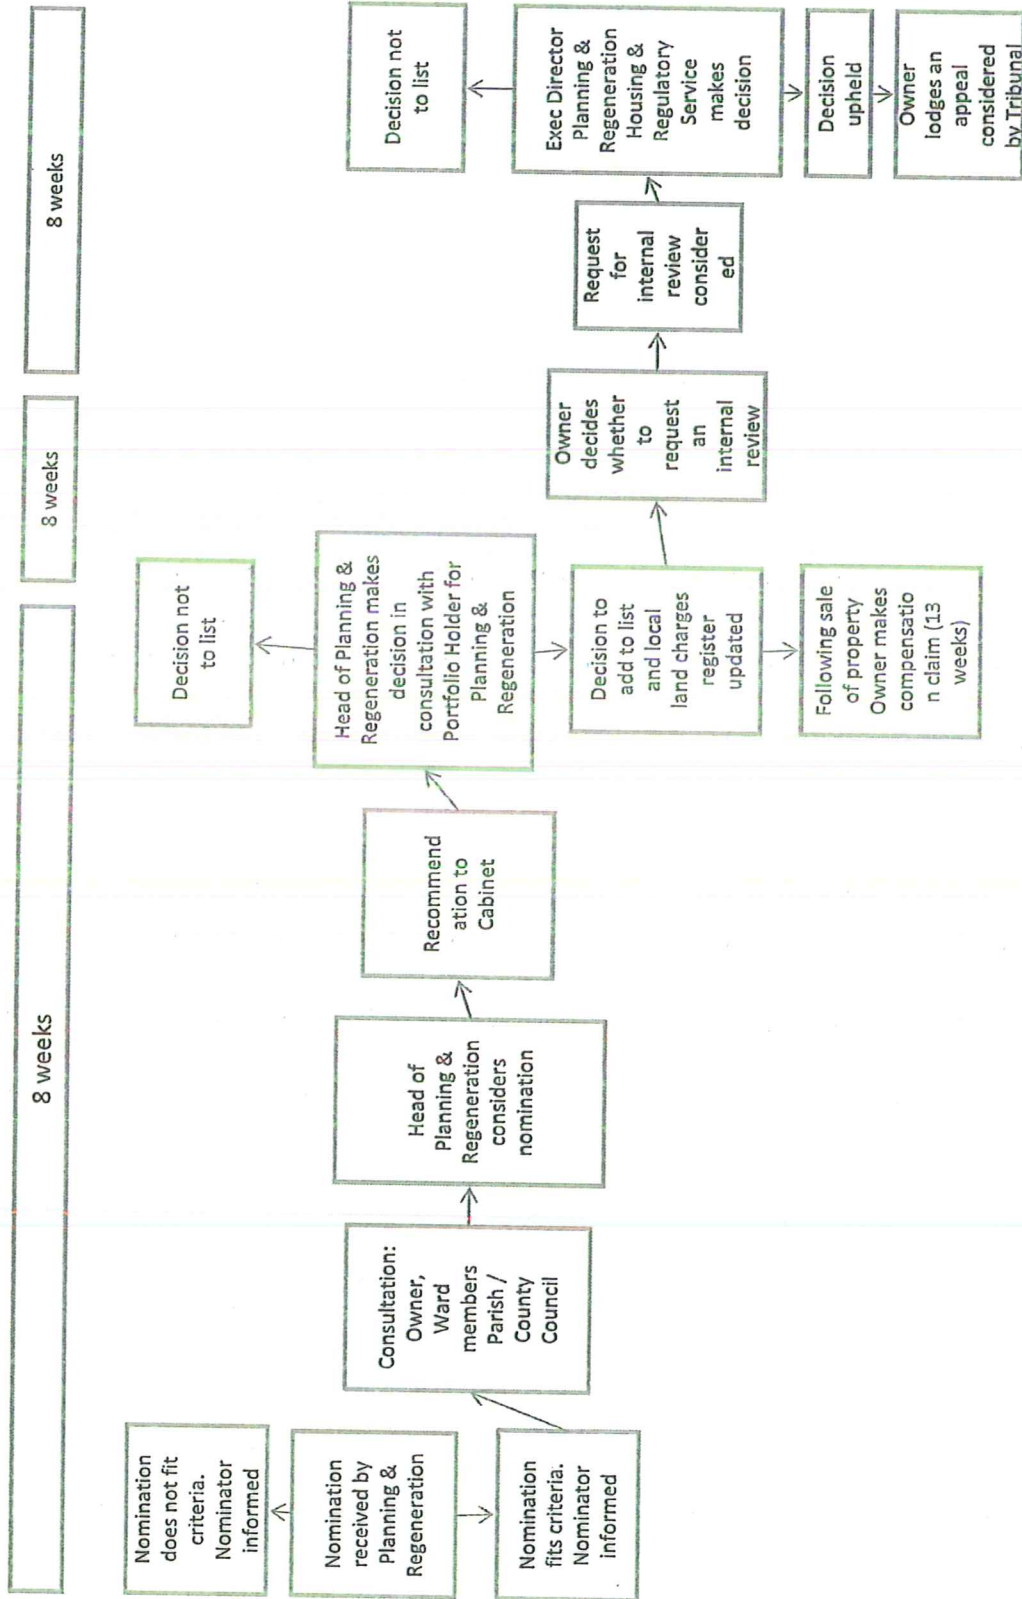 8 weeks
8 weeks
8 weeks
Nomination
does not fit
criteria.
Nominator
informed
Nomination
received by
Planning &
Regeneration
Nomination
fits criteria.
Nominator
informed
Consultation:
Owner,
Ward
members
Parish /
County
Council
Head of
Planning &
Regeneration
considers
nomination
Recommend
ation to
Cabinet
Decision not
to list
Head of Planning &
Regeneration makes
decision in
consultation with
Portfolio Holder for
Planning &
Regeneration
Decision to
add to list
and local
land charges
register
updated
Following sale
of property
Owner makes
compensatio
n claim (13
weeks)
Owner
decides
whether
to
request
an
internal
review
Request
for
internal
review
consider
ed
Decision not
to list
Exec Director
Planning &
Regeneration
Housing &
Regulatory
Service
makes
decision
Decision
upheld
Owner
lodges an
appeal
considered
by Tribunal